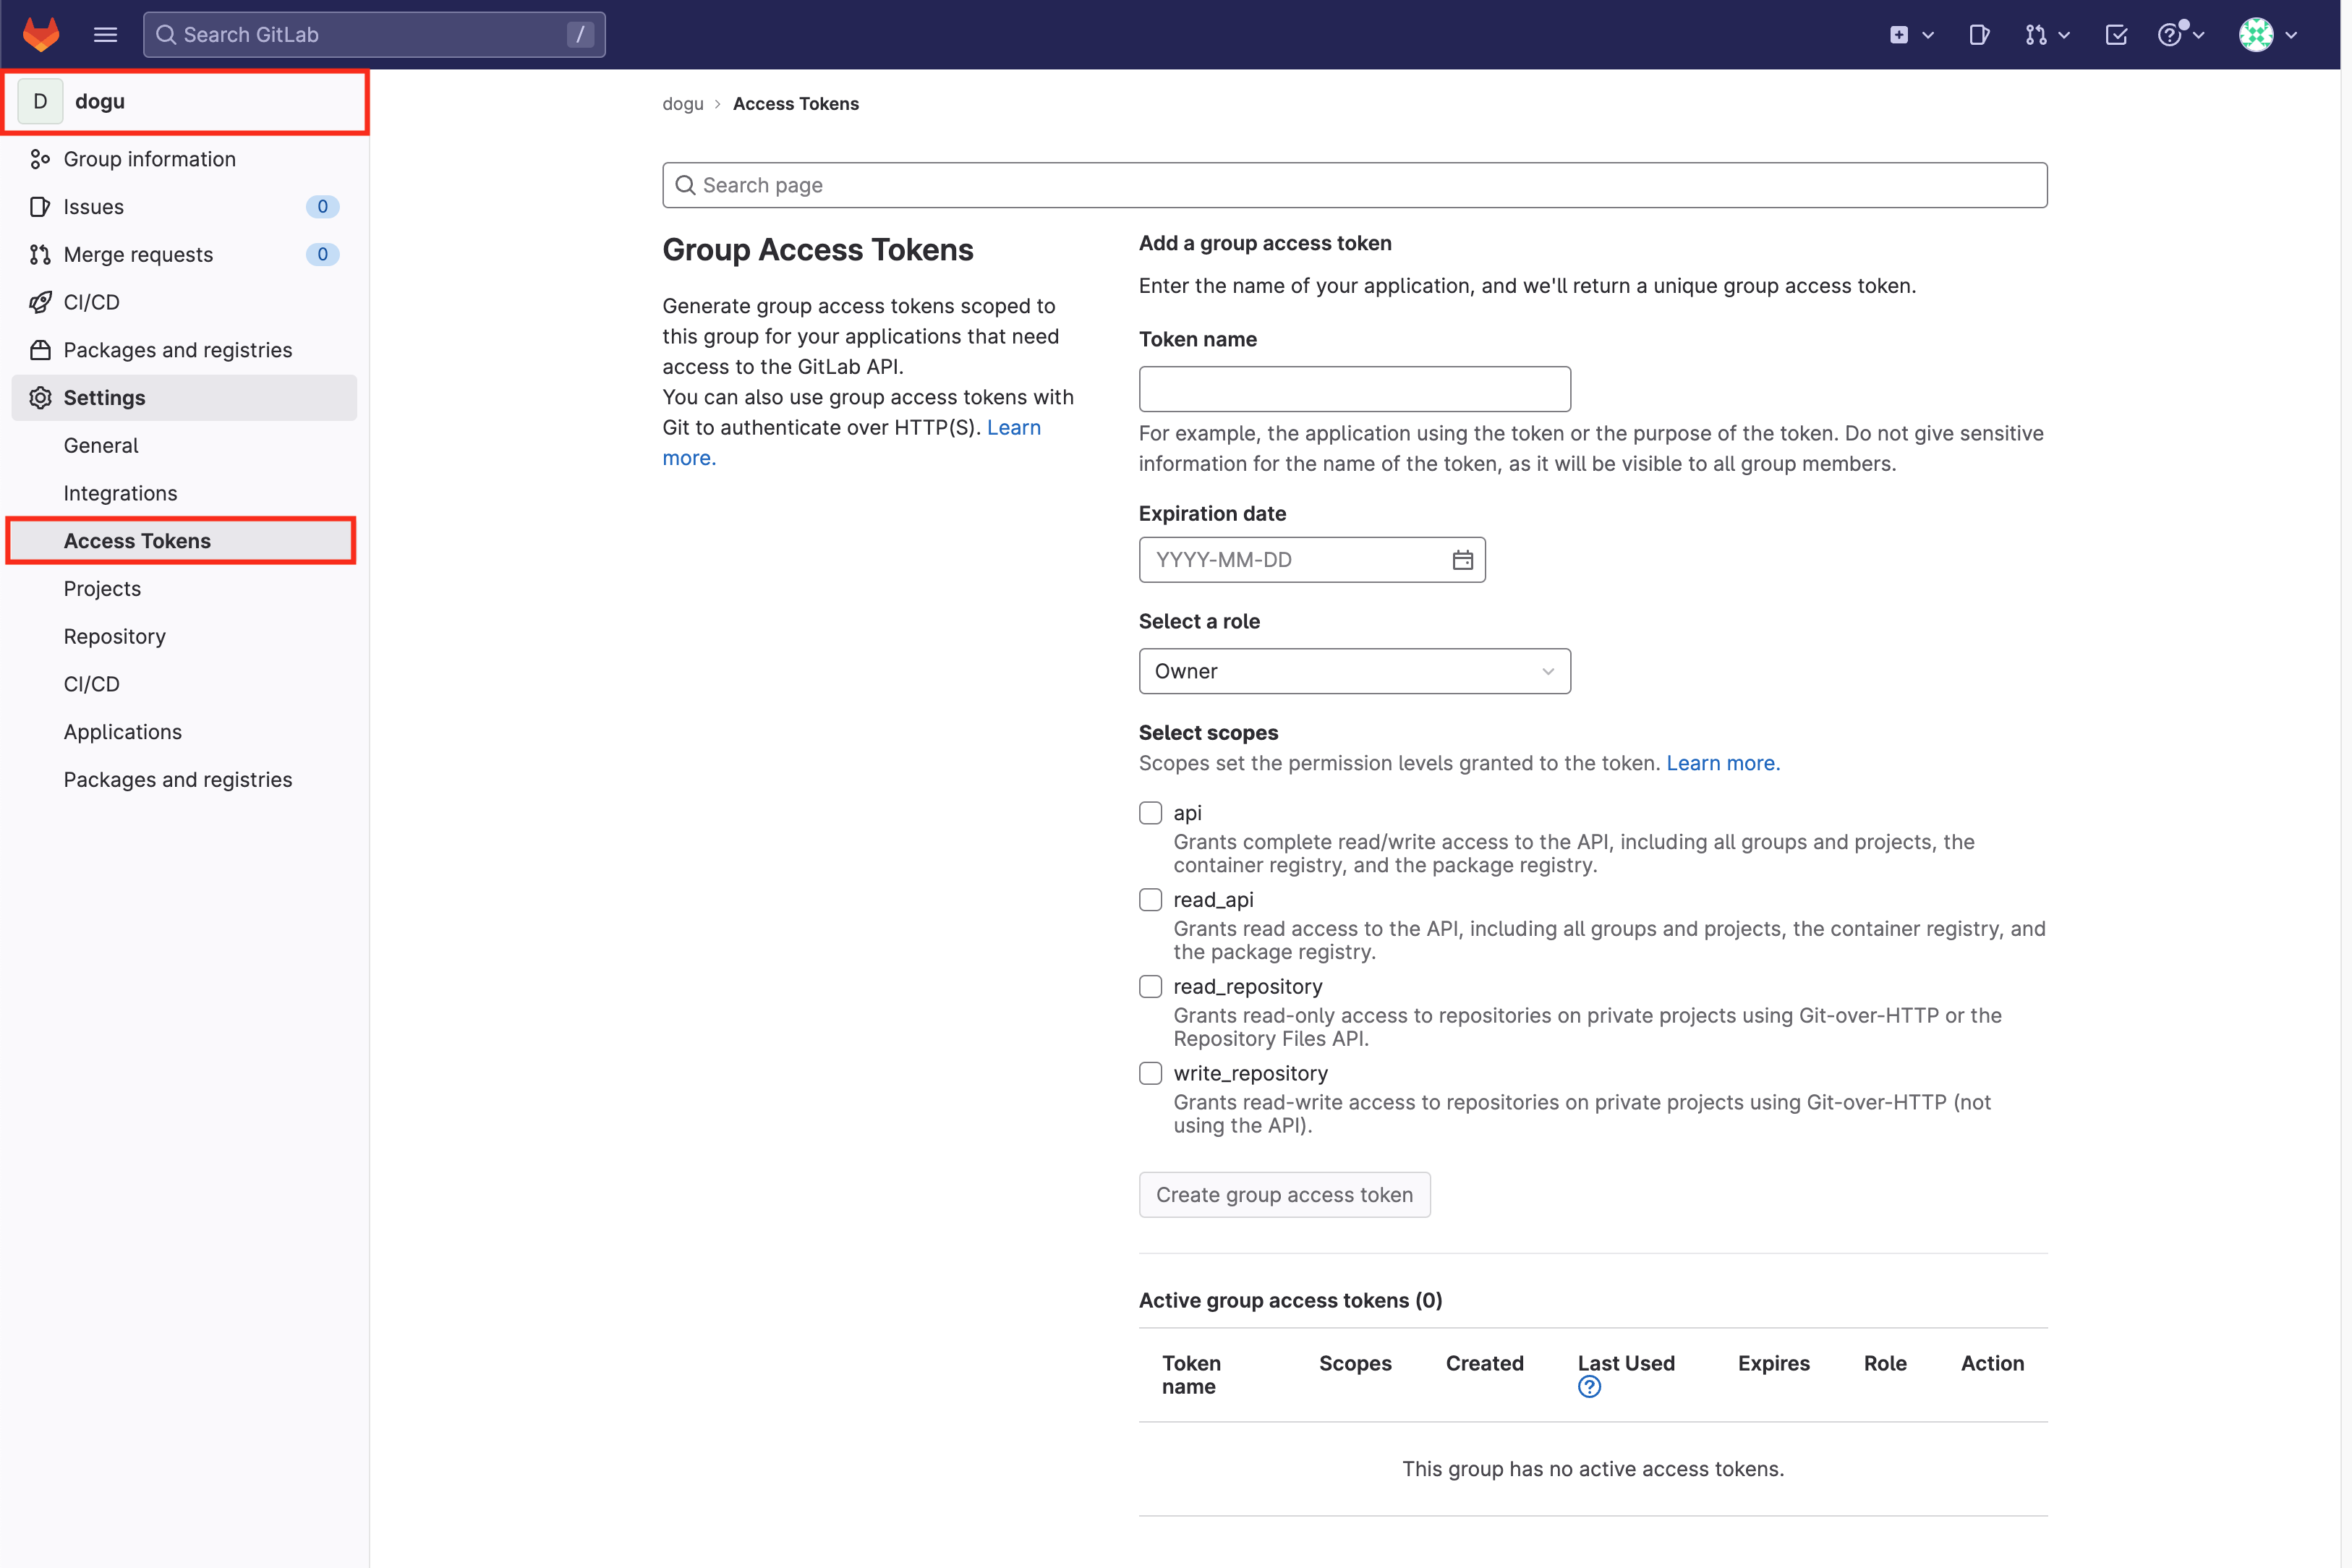 Search GitLab
/
D
dogu
Group information
Issues
0
Merge requests
0
CI/CD
Packages and registries
Settings
General
Integrations
Access Tokens
Projects
Repository
CI/CD
Applications
Packages and registries
dogu › Access Tokens
Search page
Group Access Tokens
Generate group access tokens scoped to
this group for your applications that need
access to the GitLab API.
You can also use group access tokens with
Git to authenticate over HTTP(S). Learn
more.
Add a group access token
Enter the name of your application, and we'll return a unique group access token.
Token name
For example, the application using the token or the purpose of the token. Do not give sensitive
information for the name of the token, as it will be visible to all group members.
Expiration date
YYYY-MM-DD
Select a role
Owner
Select scopes
Scopes set the permission levels granted to the token. Learn more.
api
Grants complete read/write access to the API, including all groups and projects, the
container registry, and the package registry.
read_api
Grants read access to the API, including all groups and projects, the container registry, and
the package registry.
read_repository
Grants read-only access to repositories on private projects using Git-over-HTTP or the
Repository Files API.
write_repository
Grants read-write access to repositories on private projects using Git-over-HTTP (not
using the API).
Create group access token
Active group access tokens (0)
Token name
Scopes
Created
Last Used
?
Expires
Role
Action
This group has no active access tokens.